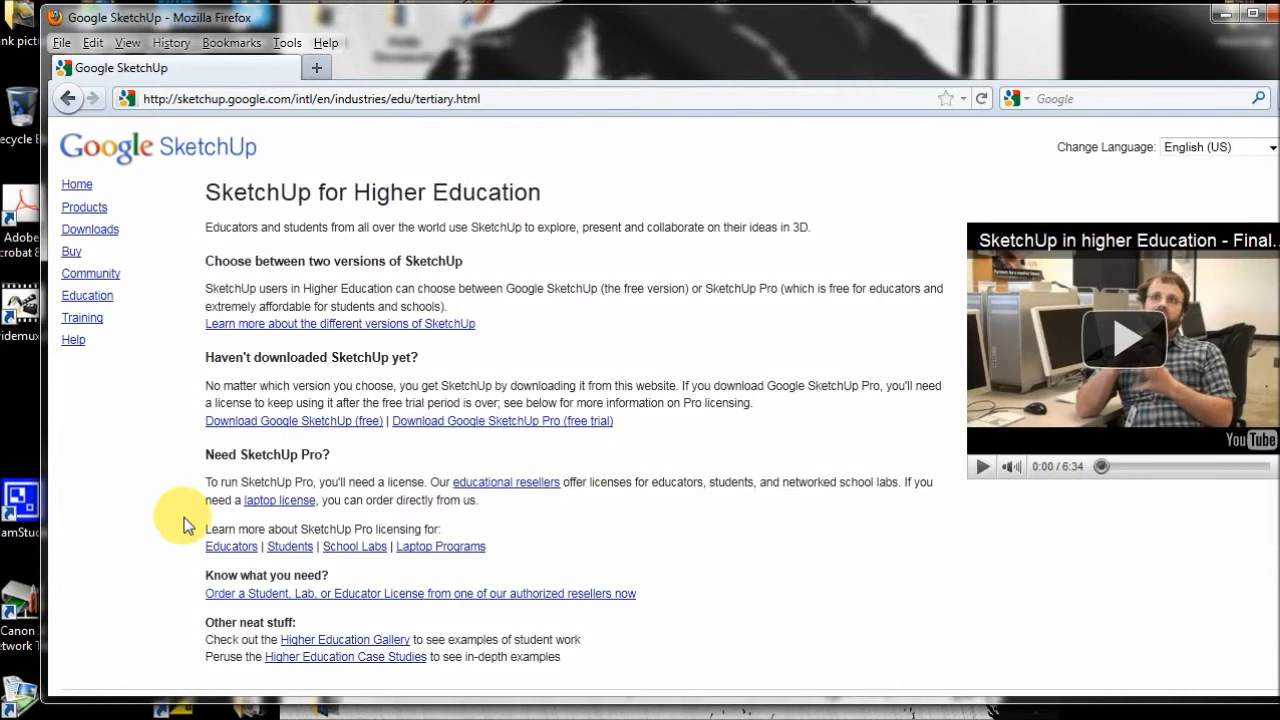 Google SketchUp - Mozilla Firefox
File Edit View History Bookmarks Tools Help
Google SketchUp
http://sketchup.google.com/intl/en/industries/edu/tertiary.html
Google
Google SketchUp
Change Language: English (US)
Home
Products
Downloads
Buy
Community
Education
Training
Help
SketchUp for Higher Education
Educators and students from all over the world use SketchUp to explore, present and collaborate on their ideas in 3D.
Choose between two versions of SketchUp
SketchUp users in Higher Education can choose between Google SketchUp (the free version) or SketchUp Pro (which is free for educators and
extremely affordable for students and schools).
Learn more about the different versions of SketchUp
Haven't downloaded SketchUp yet?
No matter which version you choose, you get SketchUp by downloading it from this website. If you download Google SketchUp Pro, you'll need
a license to keep using it after the free trial period is over; see below for more information on Pro licensing.
Download Google SketchUp (free) | Download Google SketchUp Pro (free trial)
Need SketchUp Pro?
To run SketchUp Pro, you'll need a license. Our educational resellers offer licenses for educators, students, and networked school labs. If you
need a laptop license, you can order directly from us.
Learn more about SketchUp Pro licensing for:
Educators | Students | School Labs | Laptop Programs
Know what you need?
Order a Student, Lab, or Educator License from one of our authorized resellers now
Other neat stuff:
Check out the Higher Education Gallery to see examples of student work
Peruse the Higher Education Case Studies to see in-depth examples
SketchUp in higher Education - Final...
YouTube
0:00 / 6:34
nk pict
ecycle B
Adobe
crobat 8
videmux
amStud
Canon
etwork T